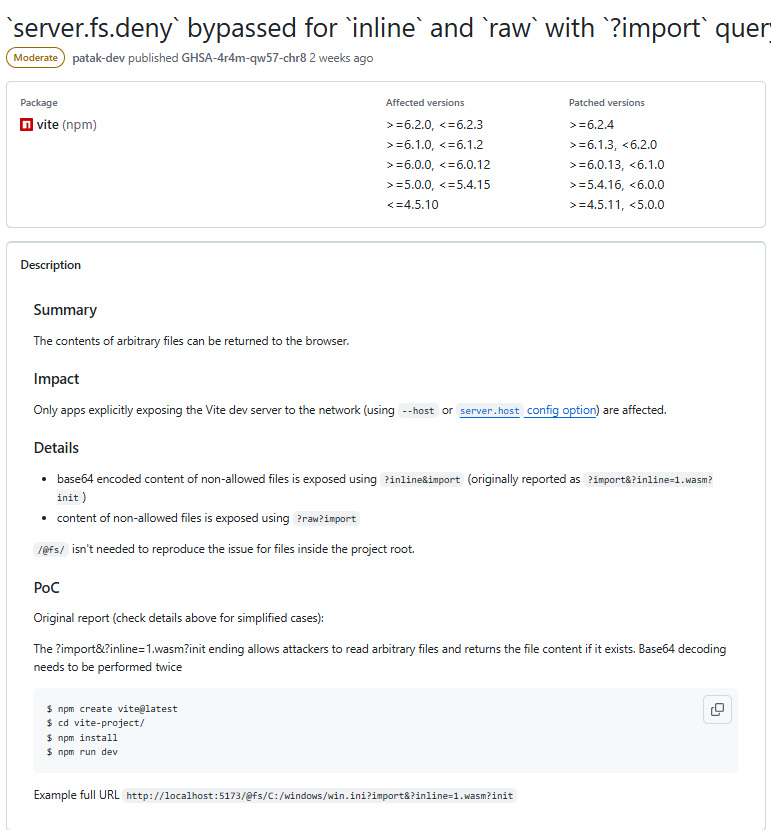 `server.fs.deny` bypassed for `inline` and `raw` with `?import` query
Moderate patak-dev published GHSA-4r4m-qw57-chr8 2 weeks ago
Package Affected versions Patched versions
vite (npm) >=6.2.0, <=6.2.3 >=6.2.4
>=6.1.0, <=6.1.2 >=6.1.3, <6.2.0
>=6.0.0, <=6.0.12 >=6.0.13, <6.1.0
>=5.0.0, <=5.4.15 >=5.4.16, <6.0.0
<=4.5.10 >=4.5.11, <5.0.0
Description
Summary
The contents of arbitrary files can be returned to the browser.
Impact
Only apps explicitly exposing the Vite dev server to the network (using --host or server.host config option) are affected.
Details
• base64 encoded content of non-allowed files is exposed using ?inline&import (originally reported as ?import&?inline=1.wasm?
init )
• content of non-allowed files is exposed using ?raw?import
/@fs/ isn't needed to reproduce the issue for files inside the project root.
PoC
Original report (check details above for simplified cases):
The ?import&?inline=1.wasm?init ending allows attackers to read arbitrary files and returns the file content if it exists. Base64 decoding
needs to be performed twice
$ npm create vite@latest
$ cd vite-project/
$ npm install
$ npm run dev
Example full URL http://localhost:5173/@fs/C:/windows/win.ini?import&?inline=1.wasm?init